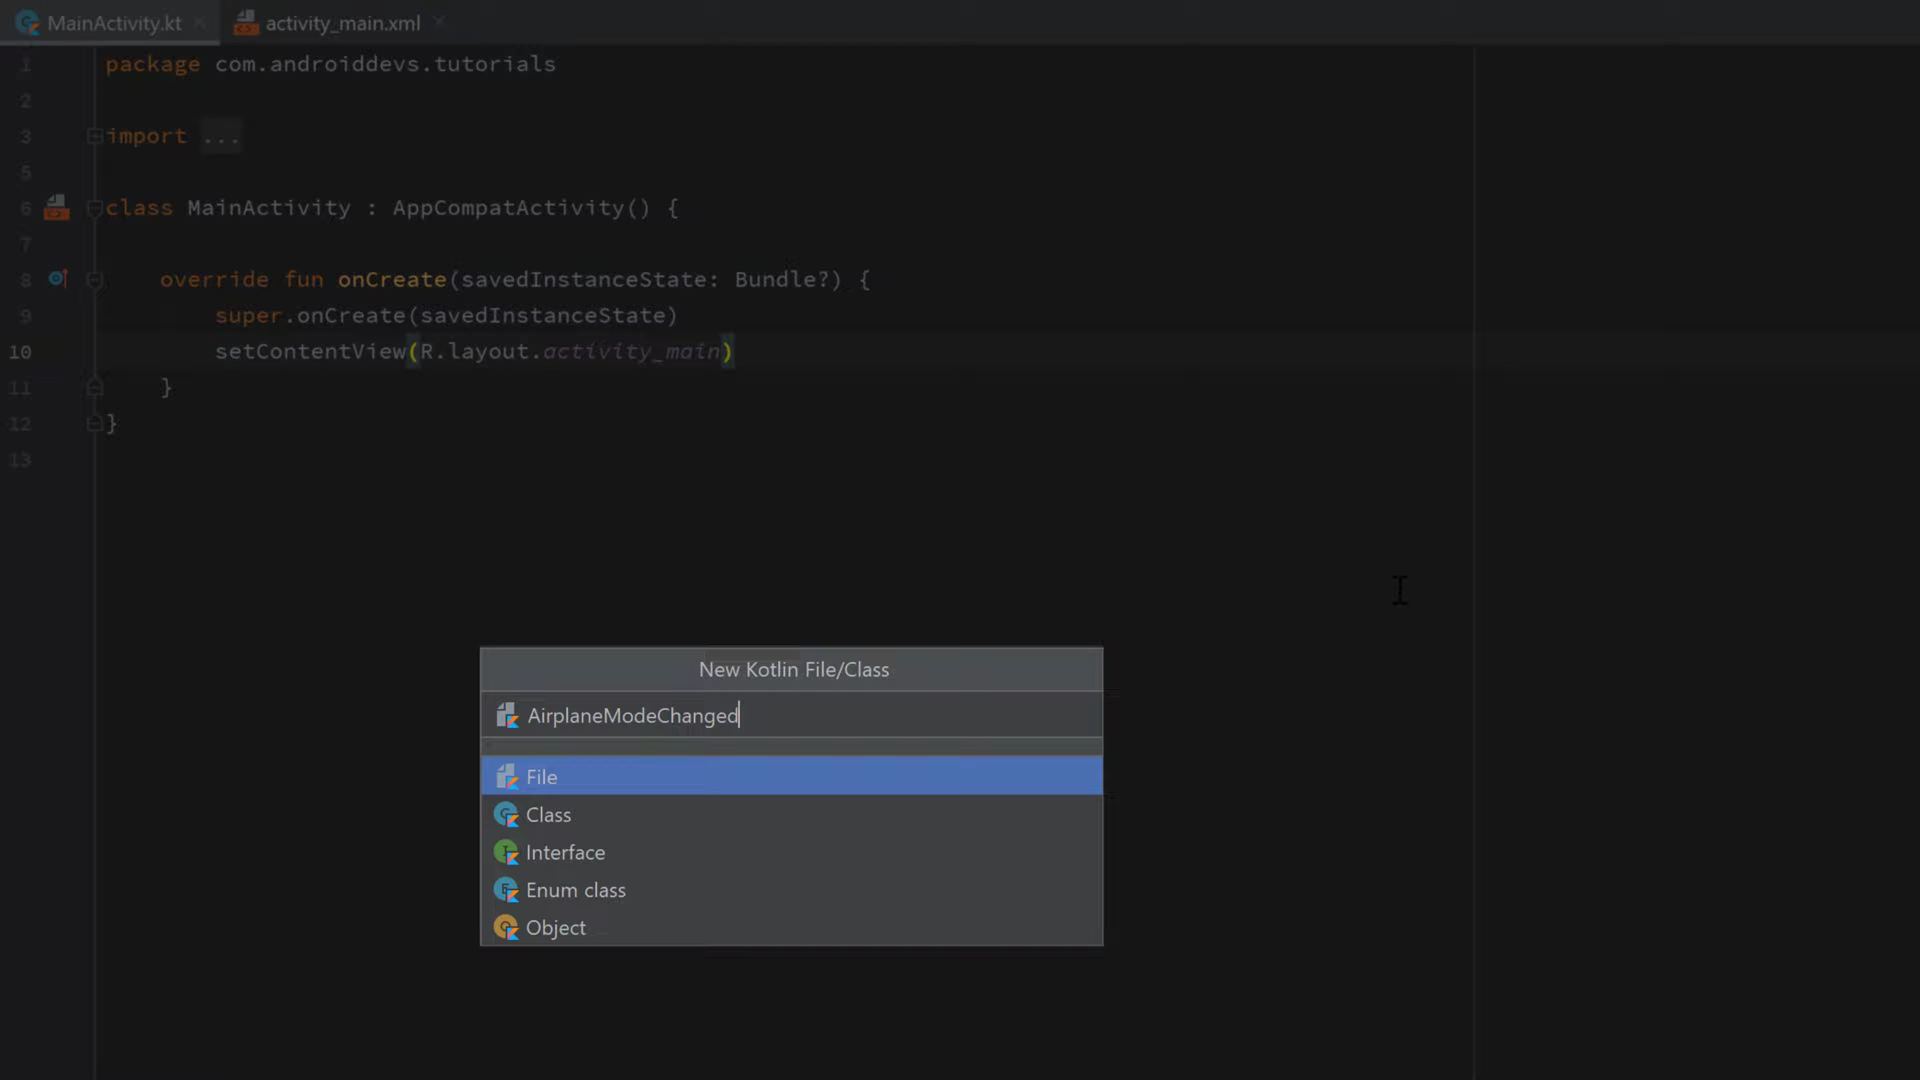 MainActivity.kt activity_main.xml
1 package com.androiddevs.tutorials
2
3 import ...
5
6 class MainActivity : AppCompatActivity() {
7
8 override fun onCreate(savedInstanceState: Bundle?) {
9 super.onCreate(savedInstanceState)
10 setContentView(R.layout.activity_main)
11 }
12 }
13
New Kotlin File/Class
AirplaneModeChanged
File
Class
Interface
Enum class
Object